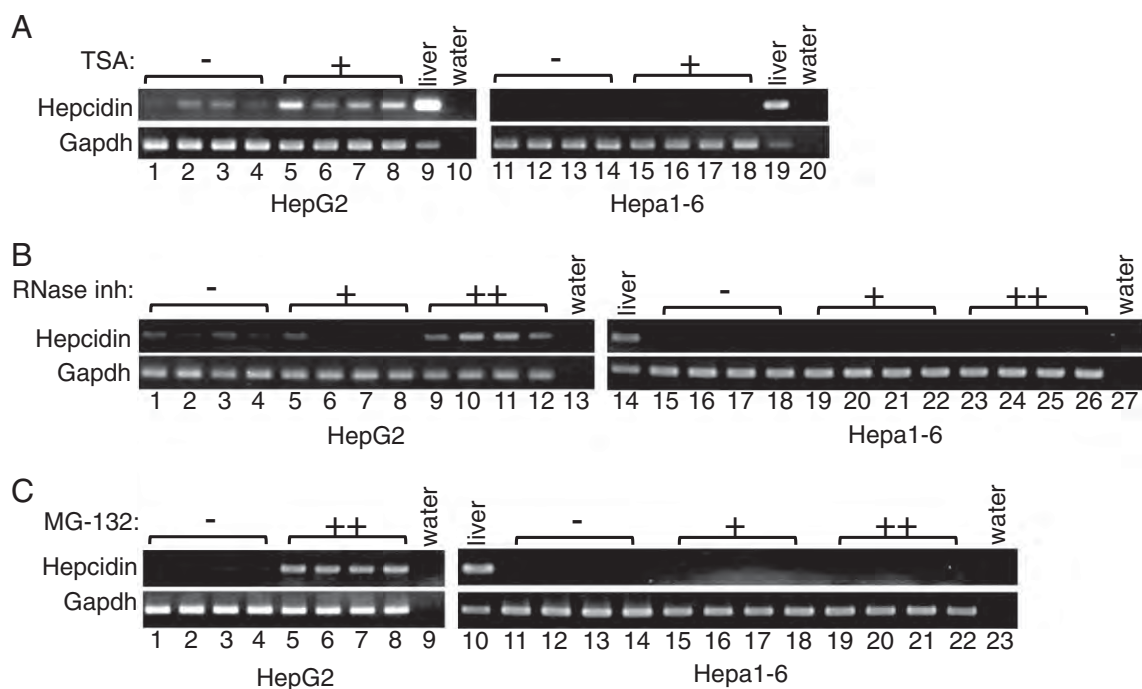 A
TSA: - + liver water - + liver water
Hepcidin
Gapdh
1 2 3 4 5 6 7 8 9 10 11 12 13 14 15 16 17 18 19 20
HepG2 Hepa1-6
B
RNase inh: - + ++ water liver - + ++ water
Hepcidin
Gapdh
1 2 3 4 5 6 7 8 9 10 11 12 13 14 15 16 17 18 19 20 21 22 23 24 25 26 27
HepG2 Hepa1-6
C
MG-132: - ++ water liver - + ++ water
Hepcidin
Gapdh
1 2 3 4 5 6 7 8 9 10 11 12 13 14 15 16 17 18 19 20 21 22 23
HepG2 Hepa1-6